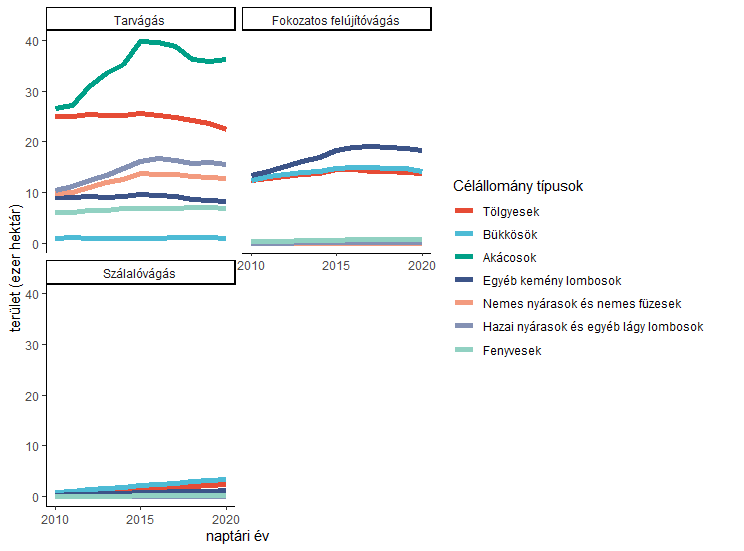 Tarvágás
Fokozatos felújítóvágás
40
30
20
10
0
2010
2015
2020
Szálalóvágás
40
30
20
10
0
2010
2015
2020
naptári év
terület (ezer hektár)
Célállomány típusok
Tölgyesek
Bükkösök
Akácosok
Egyéb kemény lombosok
Nemes nyárasok és nemes füzesek
Hazai nyárasok és egyéb lágy lombosok
Fenyvesek